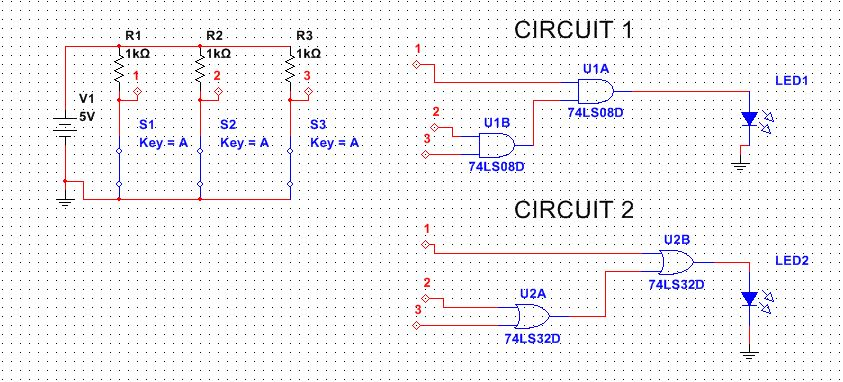 CIRCUIT 1
R1
1kΩ
R2
1kΩ
R3
1kΩ
1
2
3
V1
5V
S1
Key = A
S2
Key = A
S3
Key = A
1
U1A
74LS08D
LED1
2
U1B
3
74LS08D
CIRCUIT 2
1
U2B
74LS32D
LED2
2
U2A
3
74LS32D